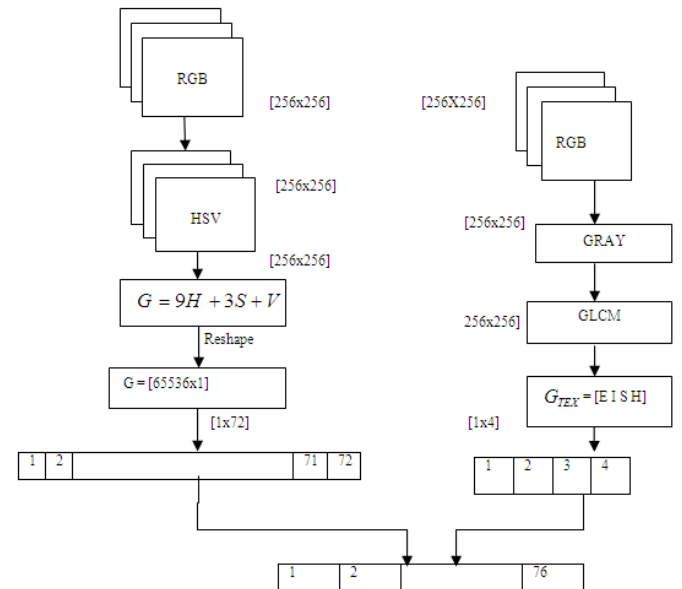 RGB
[256x256]
HSV
[256x256]
[256x256]
G = 9H + 3S + V
Reshape
G = [65536x1]
[1x72]
1 2 71 72
[256X256]
RGB
[256x256]
GRAY
256x256]
GLCM
G_TEX = [E I S H]
[1x4]
1 2 3 4
1 2 76